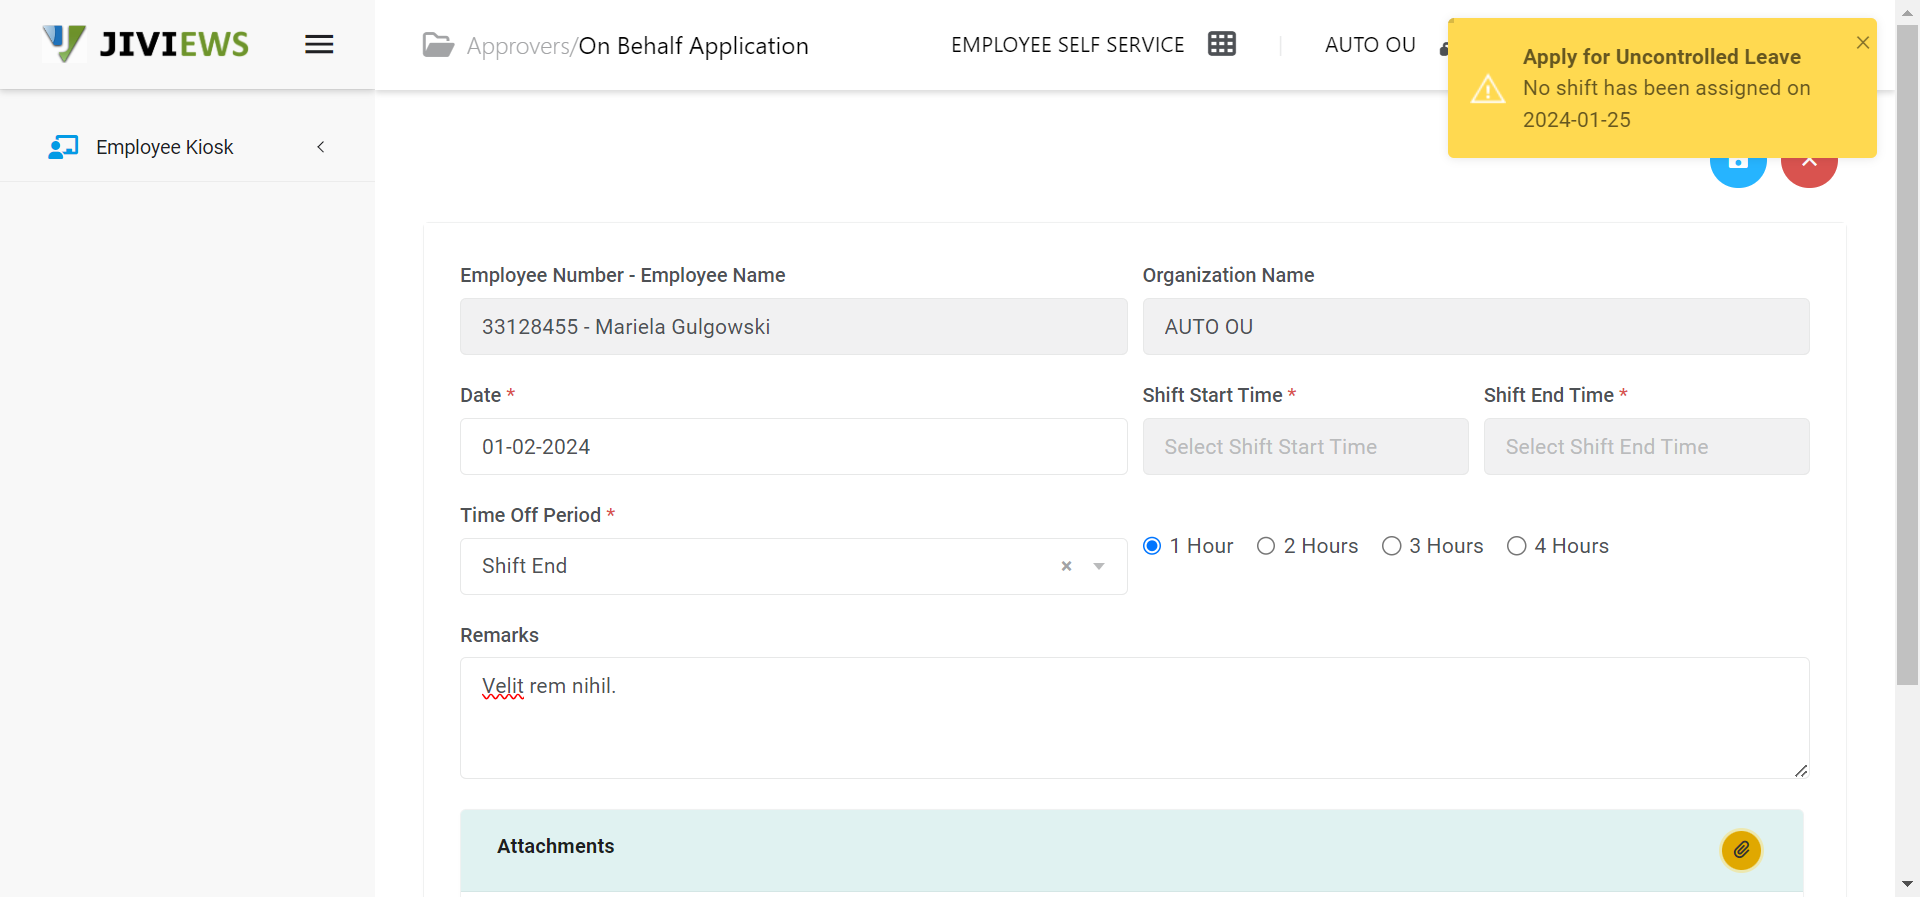 JIVIEWS
Approvers/On Behalf Application
EMPLOYEE SELF SERVICE
AUTO OU
Apply for Uncontrolled Leave
No shift has been assigned on
2024-01-25
Employee Kiosk
Employee Number - Employee Name
Organization Name
33128455 - Mariela Gulgowski
AUTO OU
Date *
Shift Start Time *
Shift End Time *
01-02-2024
Select Shift Start Time
Select Shift End Time
Time Off Period *
Shift End
1 Hour
2 Hours
3 Hours
4 Hours
Remarks
Velit rem nihil.
Attachments